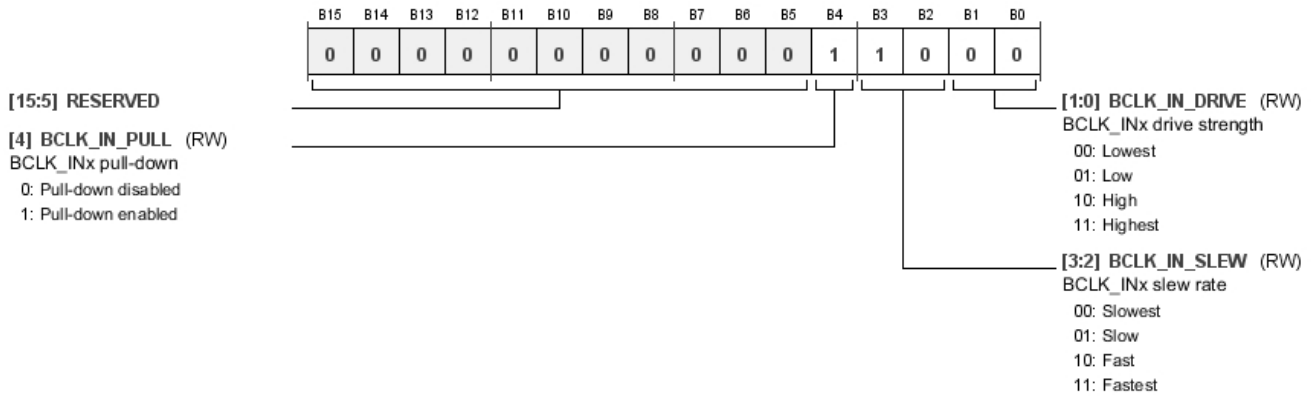 B15 B14 B13 B12 B11 B10 B9 B8 B7 B6 B5 B4 B3 B2 B1 B0
0 0 0 0 0 0 0 0 0 0 0 1 1 0 0 0
[15:5] RESERVED
[4] BCLK_IN_PULL (RW)
BCLK_INx pull-down
0: Pull-down disabled
1: Pull-down enabled
[1:0] BCLK_IN_DRIVE (RW)
BCLK_INx drive strength
00: Lowest
01: Low
10: High
11: Highest
[3:2] BCLK_IN_SLEW (RW)
BCLK_INx slew rate
00: Slowest
01: Slow
10: Fast
11: Fastest